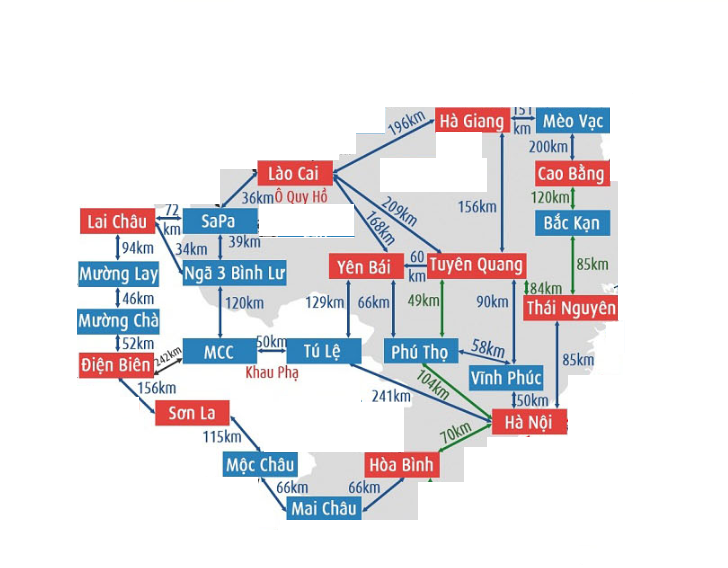 151
km
Hà Giang
Mèo Vạc
196km
200km
Lào Cai
Cao Bằng
36km
Ô Quy Hồ
209km
168km
156km
120km
Lai Châu
72
km
SaPa
Bắc Kạn
94km
34km
39km
Mường Lay
Ngã 3 Bình Lư
Yên Bái
60
km
Tuyên Quang
85km
46km
120km
129km
66km
49km
90km
84km
Thái Nguyên
Mường Chà
52km
Điện Biên
242km
MCC
50km
Tú Lệ
Khau Phạ
Phú Thọ
58km
Vĩnh Phúc
85km
156km
241km
104km
50km
Sơn La
Hà Nội
115km
70km
Mộc Châu
Hòa Bình
66km
66km
Mai Châu